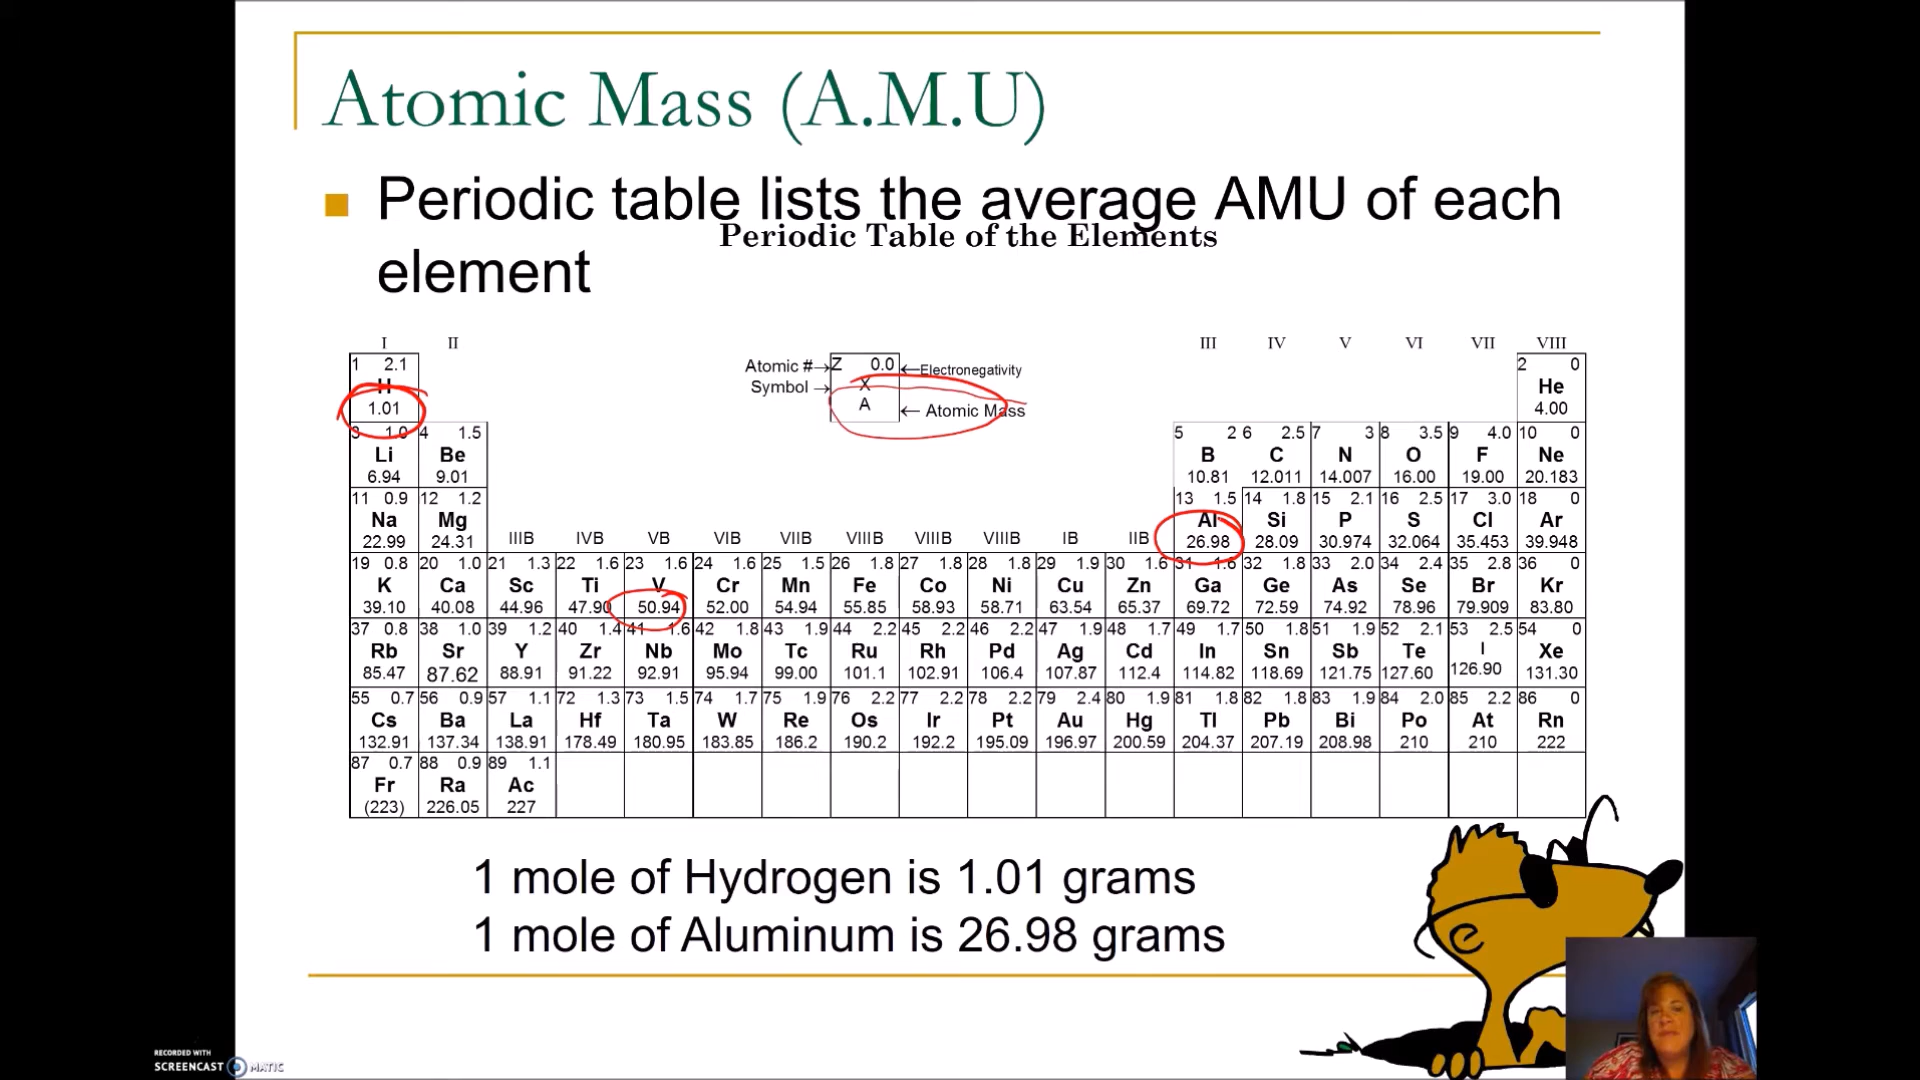 Atomic Mass (A.M.U)
Periodic table lists the average AMU of each
Periodic Table of the Elements
element
I II III IV V VI VII VIII
1 2.1 Atomic #→ Z 0.0 ←Electronegativity 2 0
H Symbol → X He
1.01 A ← Atomic Mass 4.00
3 1.0 4 1.5 5 2 6 2.5 7 3 8 3.5 9 4.0 10 0
Li Be B C N O F Ne
6.94 9.01 10.81 12.011 14.007 16.00 19.00 20.183
11 0.9 12 1.2 13 1.5 14 1.8 15 2.1 16 2.5 17 3.0 18 0
Na Mg Al Si P S Cl Ar
22.99 24.31 IIIB IVB VB VIB VIIB VIIIB VIIIB VIIIB IB IIB 26.98 28.09 30.974 32.064 35.453 39.948
19 0.8 20 1.0 21 1.3 22 1.6 23 1.6 24 1.6 25 1.5 26 1.8 27 1.8 28 1.8 29 1.9 30 1.6 31 1.6 32 1.8 33 2.0 34 2.4 35 2.8 36 0
K Ca Sc Ti V Cr Mn Fe Co Ni Cu Zn Ga Ge As Se Br Kr
39.10 40.08 44.96 47.90 50.94 52.00 54.94 55.85 58.93 58.71 63.54 65.37 69.72 72.59 74.92 78.96 79.909 83.80
37 0.8 38 1.0 39 1.2 40 1.4 41 1.6 42 1.8 43 1.9 44 2.2 45 2.2 46 2.2 47 1.9 48 1.7 49 1.7 50 1.8 51 1.9 52 2.1 53 2.5 54 0
Rb Sr Y Zr Nb Mo Tc Ru Rh Pd Ag Cd In Sn Sb Te I Xe
85.47 87.62 88.91 91.22 92.91 95.94 99.00 101.1 102.91 106.4 107.87 112.4 114.82 118.69 121.75 127.60 126.90 131.30
55 0.7 56 0.9 57 1.1 72 1.3 73 1.5 74 1.7 75 1.9 76 2.2 77 2.2 78 2.2 79 2.4 80 1.9 81 1.8 82 1.8 83 1.9 84 2.0 85 2.2 86 0
Cs Ba La Hf Ta W Re Os Ir Pt Au Hg Tl Pb Bi Po At Rn
132.91 137.34 138.91 178.49 180.95 183.85 186.2 190.2 192.2 195.09 196.97 200.59 204.37 207.19 208.98 210 210 222
87 0.7 88 0.9 89 1.1
Fr Ra Ac
(223) 226.05 227
1 mole of Hydrogen is 1.01 grams
1 mole of Aluminum is 26.98 grams
RECORDED WITH
SCREENCAST MATIC